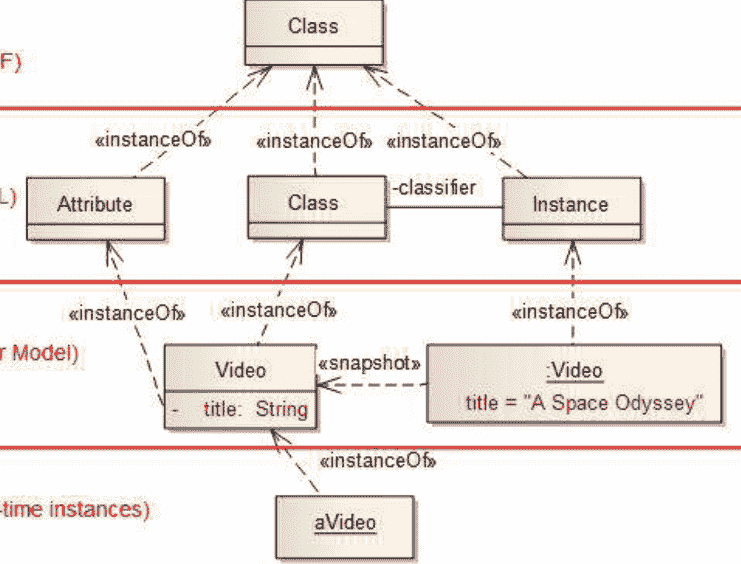 Class
F)
«instanceOf» «instanceOf» «instanceOf»
L)
Attribute
Class
-classifier
Instance
«instanceOf» «instanceOf» «instanceOf»
r Model)
Video
- title: String
«snapshot»
:Video
title = "A Space Odyssey"
«instanceOf»
-time instances)
aVideo